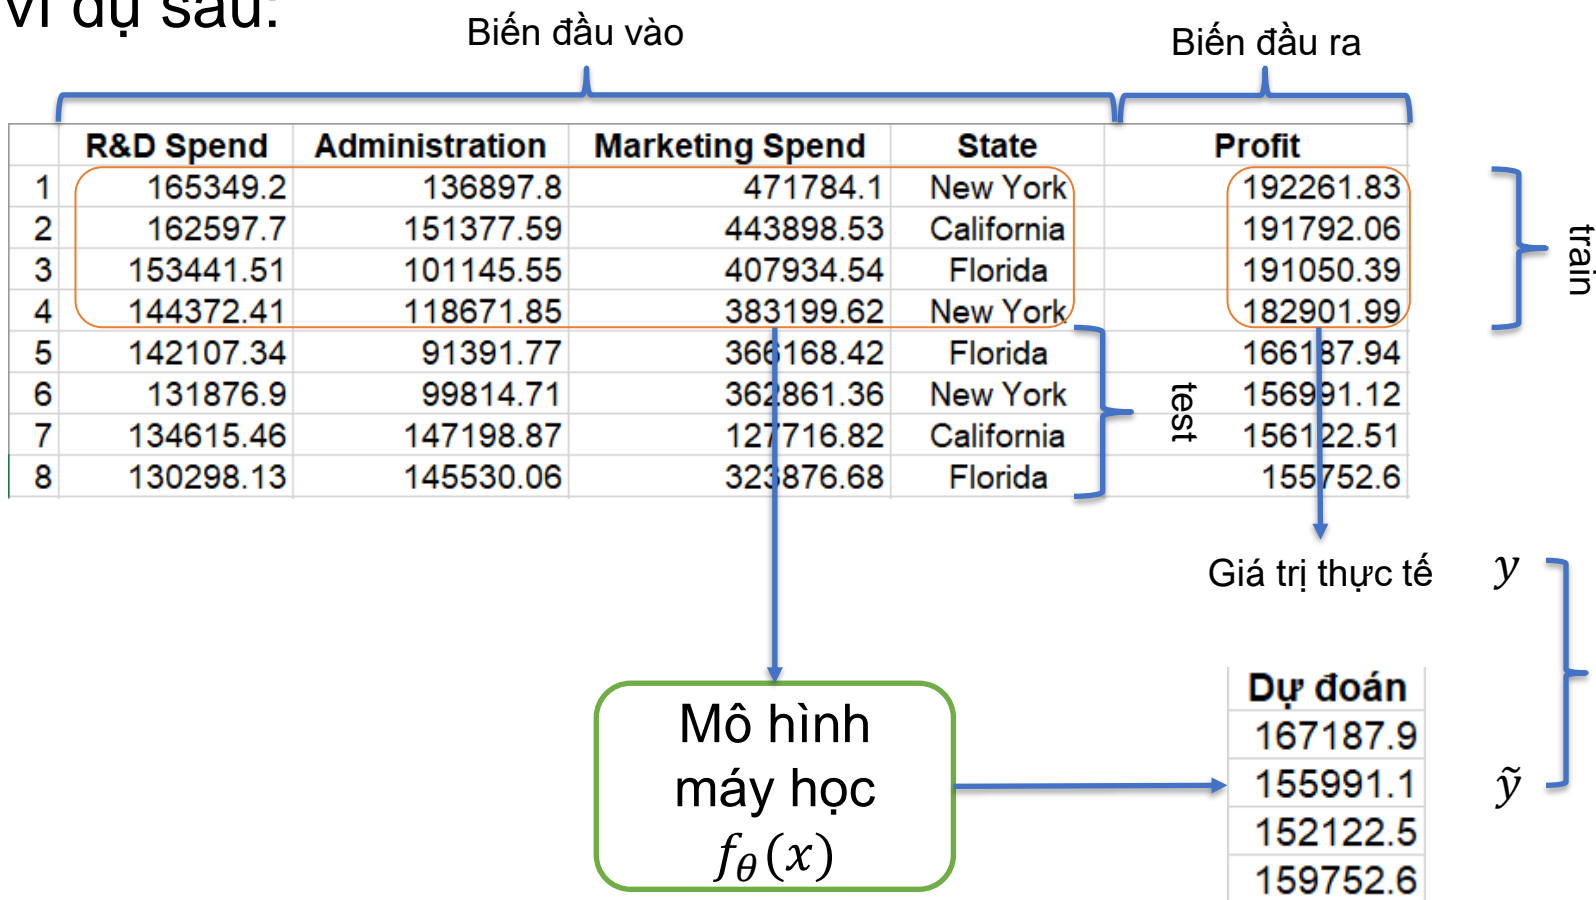 ví dụ sau:
Biến đầu vào
Biến đầu ra
R&D Spend Administration Marketing Spend State Profit
1 165349.2 136897.8 471784.1 New York 192261.83
2 162597.7 151377.59 443898.53 California 191792.06
3 153441.51 101145.55 407934.54 Florida 191050.39
4 144372.41 118671.85 383199.62 New York 182901.99
5 142107.34 91391.77 366168.42 Florida 166187.94
6 131876.9 99814.71 362861.36 New York 156991.12
7 134615.46 147198.87 127716.82 California 156122.51
8 130298.13 145530.06 323876.68 Florida 155752.6
train
test
Giá trị thực tế y
Mô hình
máy học
f_θ(x)
Dự đoán
167187.9
155991.1
152122.5
159752.6
ỹ